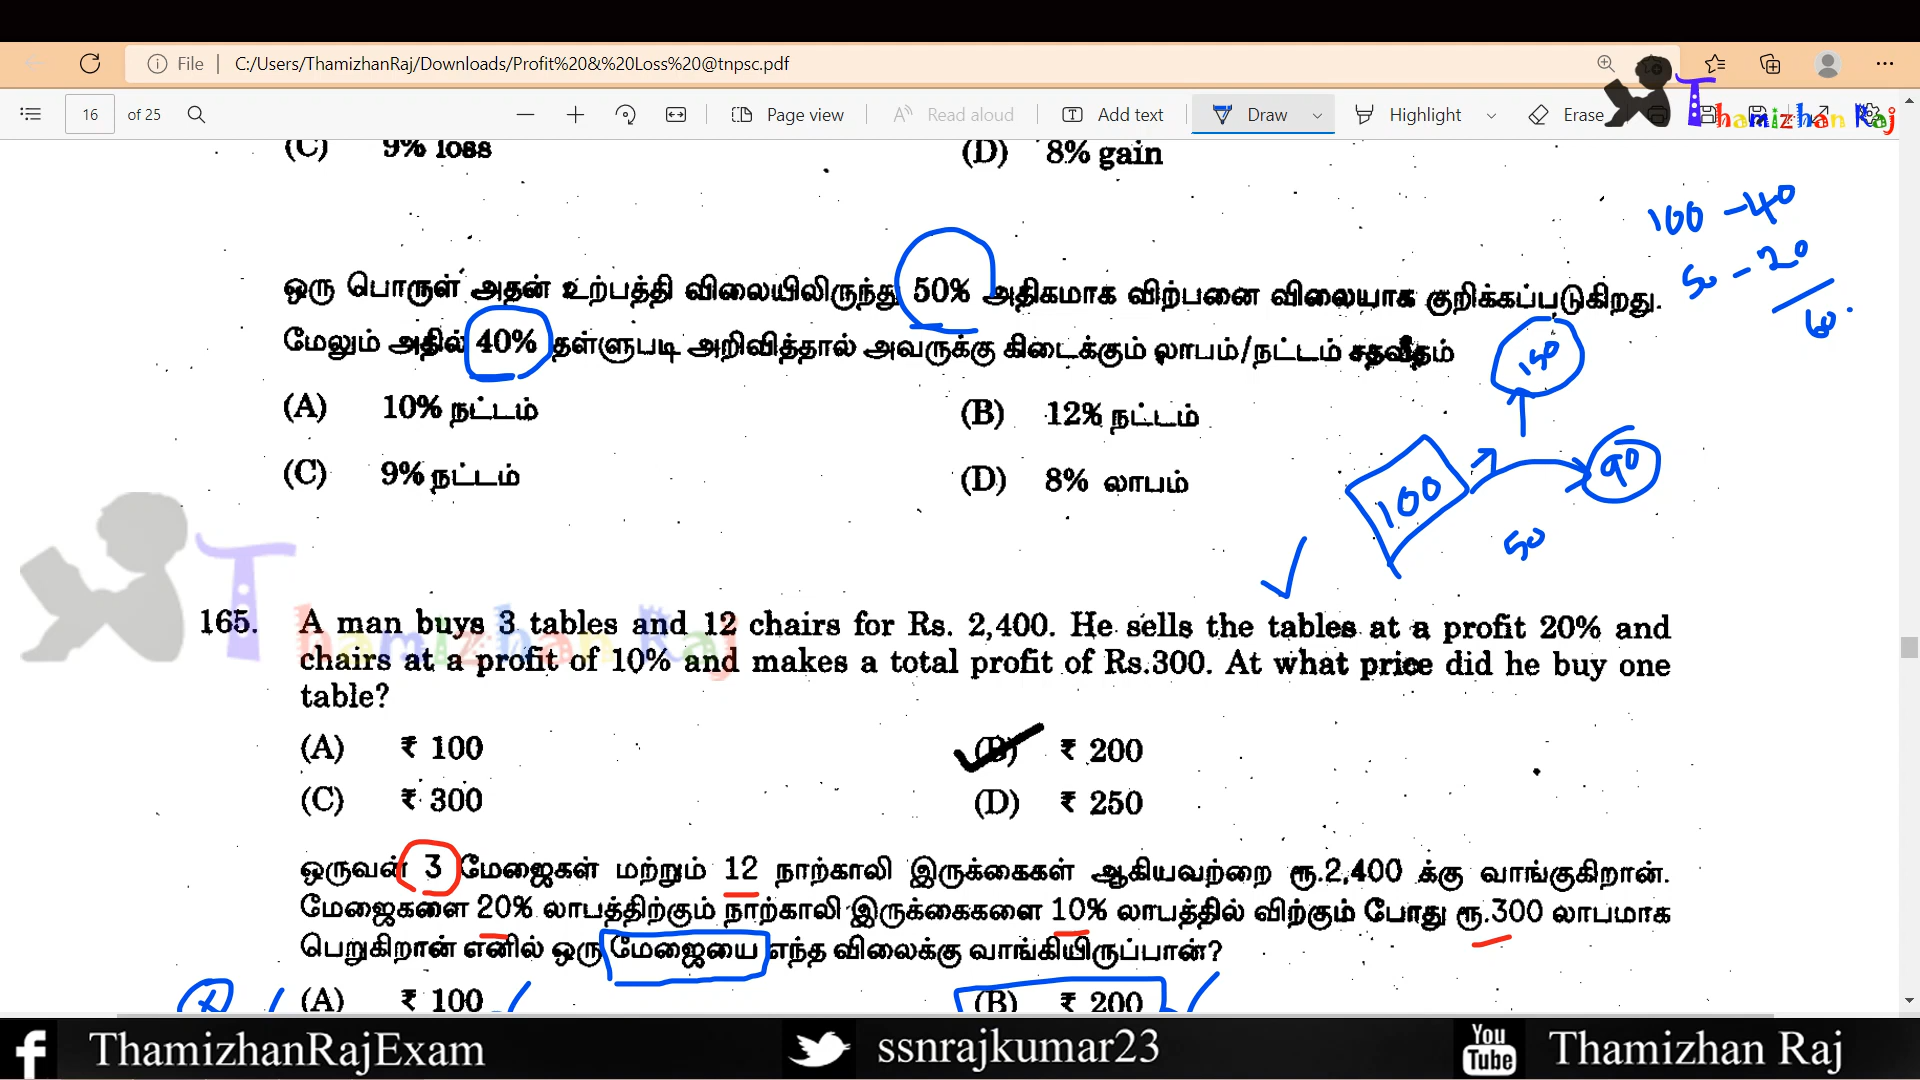 File C:/Users/ThamizhanRaj/Downloads/Profit%20&%20Loss%20@tnpsc.pdf
16 of 25 Page view Read aloud Add text Draw Highlight Erase
Thamizhan Raj
(C) 9% loss (D) 8% gain
100 - 40
50 - 20
60
ஒரு பொருள் அதன் உற்பத்தி விலையிலிருந்து 50% அதிகமாக விற்பனை விலையாக குறிக்கப்படுகிறது.
மேலும் அதில் 40% தள்ளுபடி அறிவித்தால் அவருக்கு கிடைக்கும் லாபம்/நட்டம் சதவீதம்
150
(A) 10% நட்டம் (B) 12% நட்டம்
(C) 9% நட்டம் (D) 8% லாபம்
100 90
50
Thamizhan Raj
165. A man buys 3 tables and 12 chairs for Rs. 2,400. He sells the tables at a profit 20% and
chairs at a profit of 10% and makes a total profit of Rs.300. At what price did he buy one
table?
(A) ₹ 100 (B) ₹ 200
(C) ₹ 300 (D) ₹ 250
ஒருவன் 3 மேஜைகள் மற்றும் 12 நாற்காலி இருக்கைகள் ஆகியவற்றை ரூ.2,400 க்கு வாங்குகிறான்.
மேஜைகளை 20% லாபத்திற்கும் நாற்காலி இருக்கைகளை 10% லாபத்தில் விற்கும் போது ரூ.300 லாபமாக
பெறுகிறான் எனில் ஒரு மேஜையை எந்த விலைக்கு வாங்கியிருப்பான்?
(A) ₹ 100 (B) ₹ 200
ThamizhanRajExam ssnrajkumar23 You Tube Thamizhan Raj